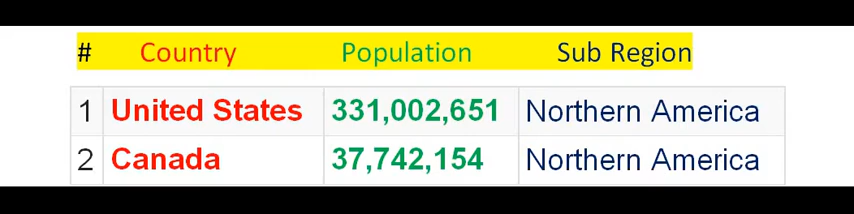 # Country Population Sub Region
1 United States 331,002,651 Northern America
2 Canada 37,742,154 Northern America